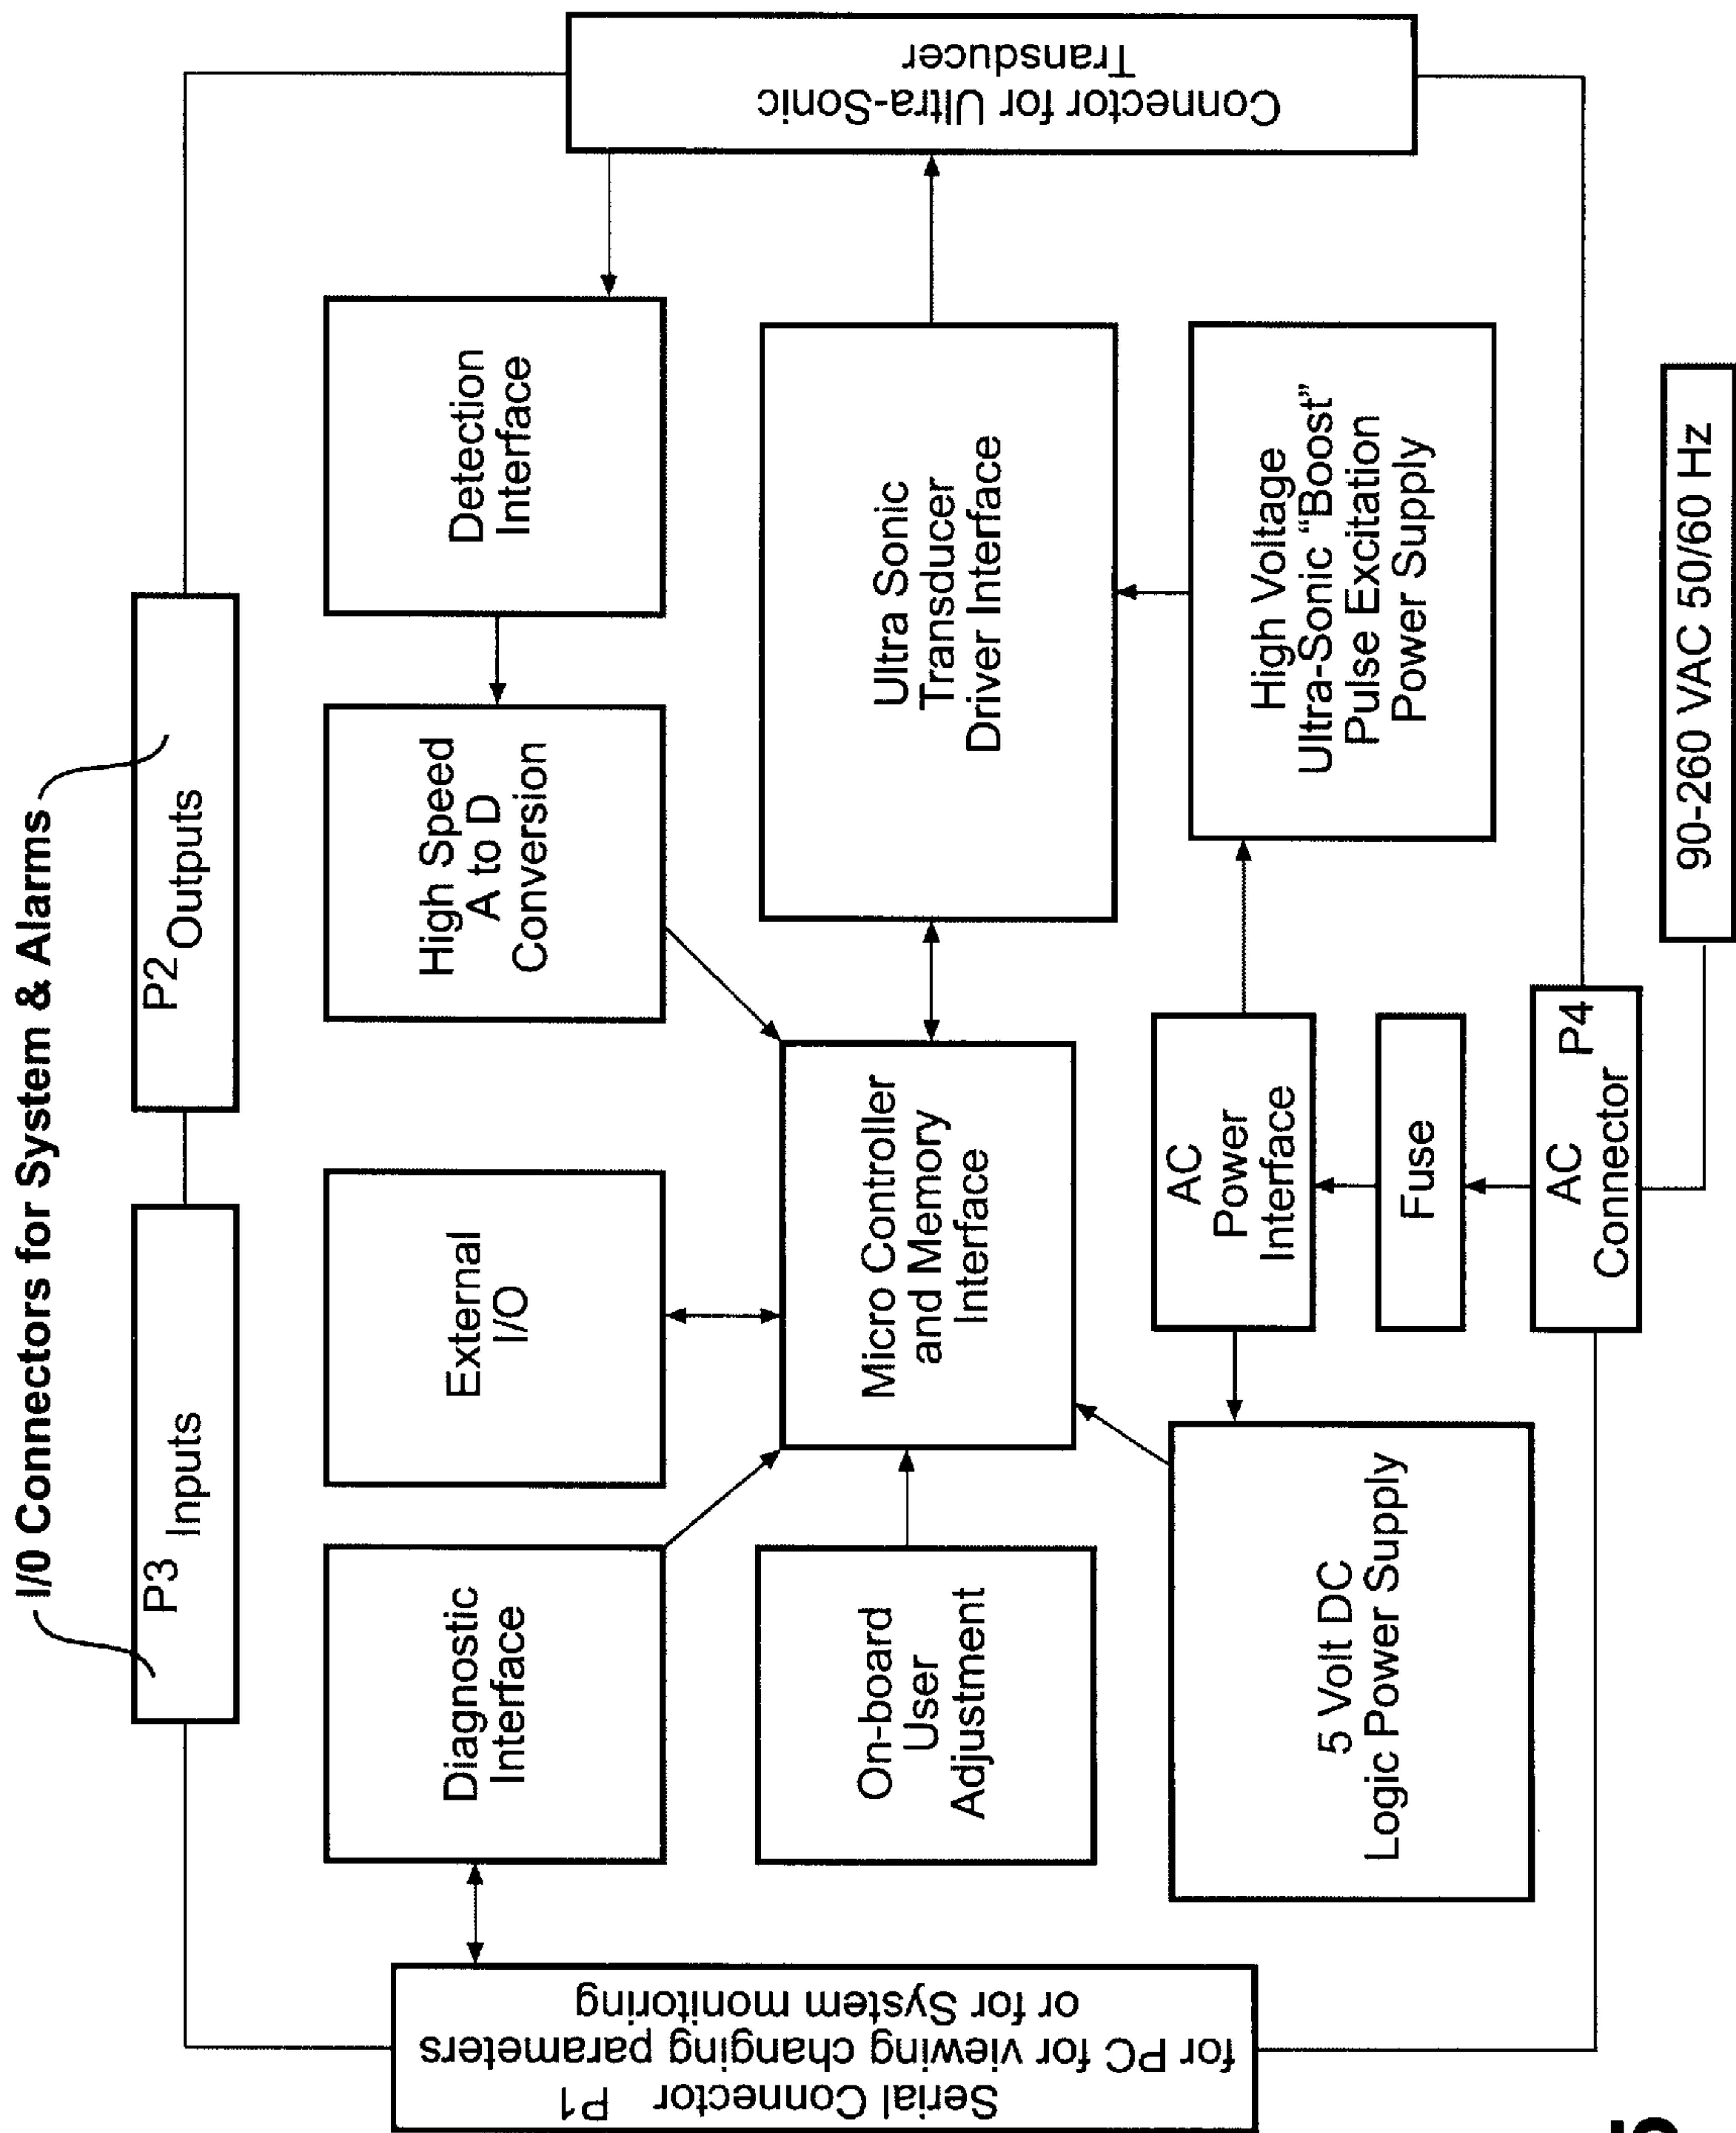 I/0 Connectors for System & Alarms
P3 Inputs
P2 Outputs
Serial Connector P1
for PC for viewing changing parameters
or for System monitoring
Diagnostic
Interface
External
I/O
High Speed
A to D
Conversion
Detection
Interface
Connector for Ultra-Sonic
Transducer
On-board
User
Adjustment
Micro Controller
and Memory
Interface
Ultra Sonic
Transducer
Driver Interface
5 Volt DC
Logic Power Supply
AC
Power
Interface
High Voltage
Ultra-Sonic “Boost”
Pulse Excitation
Power Supply
Fuse
AC P4
Connector
90-260 VAC 50/60 Hz